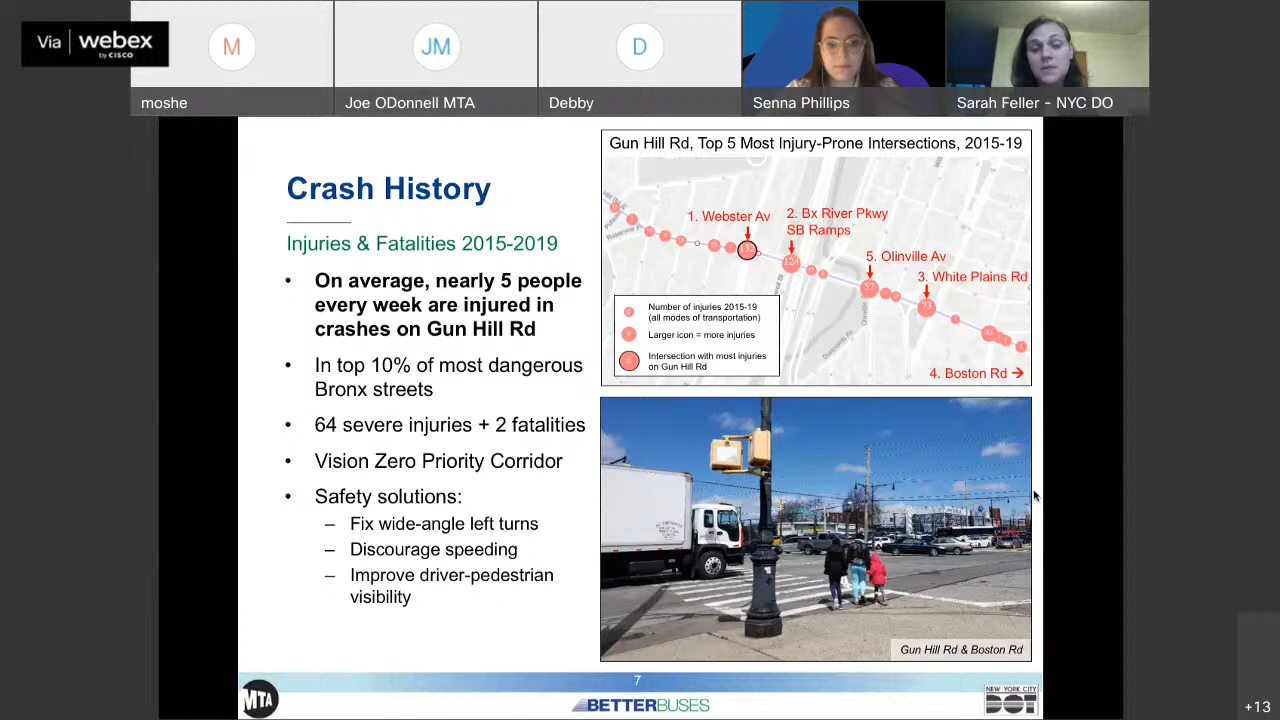 Via webex
by CISCO
M
JM
D
moshe
Joe ODonnell MTA
Debby
Senna Phillips
Sarah Feller - NYC DO
Crash History
Injuries & Fatalities 2015-2019
• On average, nearly 5 people
every week are injured in
crashes on Gun Hill Rd
• In top 10% of most dangerous
Bronx streets
• 64 severe injuries + 2 fatalities
• Vision Zero Priority Corridor
• Safety solutions:
– Fix wide-angle left turns
– Discourage speeding
– Improve driver-pedestrian
visibility
Gun Hill Rd, Top 5 Most Injury-Prone Intersections, 2015-19
1. Webster Av
2. Bx River Pkwy
SB Ramps
5. Olinville Av
3. White Plains Rd
124
57
73
41
Number of injuries 2015-19
(all modes of transportation)
Larger icon = more injuries
Intersection with most injuries
on Gun Hill Rd
4. Boston Rd →
Gun Hill Rd & Boston Rd
7
MTA
BETTERBUSES
NEW YORK CITY
DOT
+13